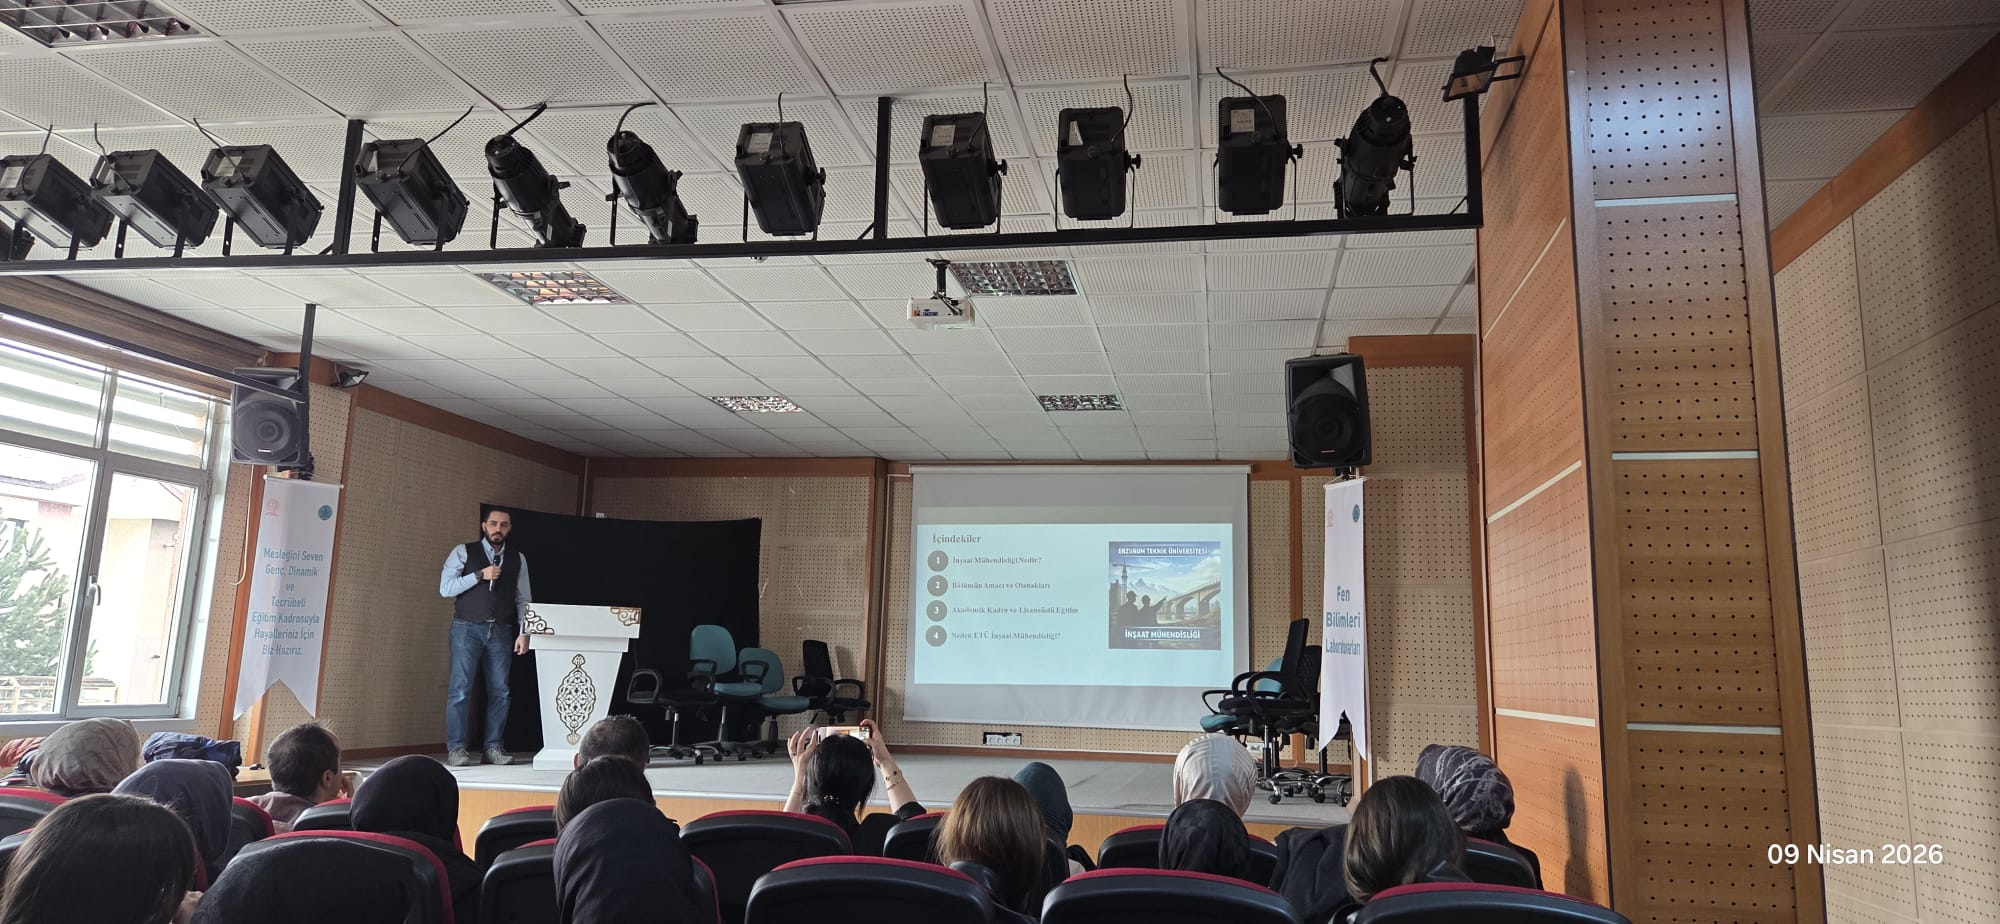 Mesleğini Seven
Genç, Dinamik
ve
Tecrübeli
Eğitim Kadrosuyla
Hayalleriniz İçin
Biz Hazırız.
İçindekiler
1 İnşaat Mühendisliği Nedir?
2 Bölümün Amacı ve Olanakları
3 Akademik Kadro ve Lisansüstü Eğitim
4 Neden ETÜ İnşaat Mühendisliği?
ERZURUM TEKNİK ÜNİVERSİTESİ
İNŞAAT MÜHENDİSLİĞİ
Fen
Bilimleri
Laboratuvarları
09 Nisan 2026